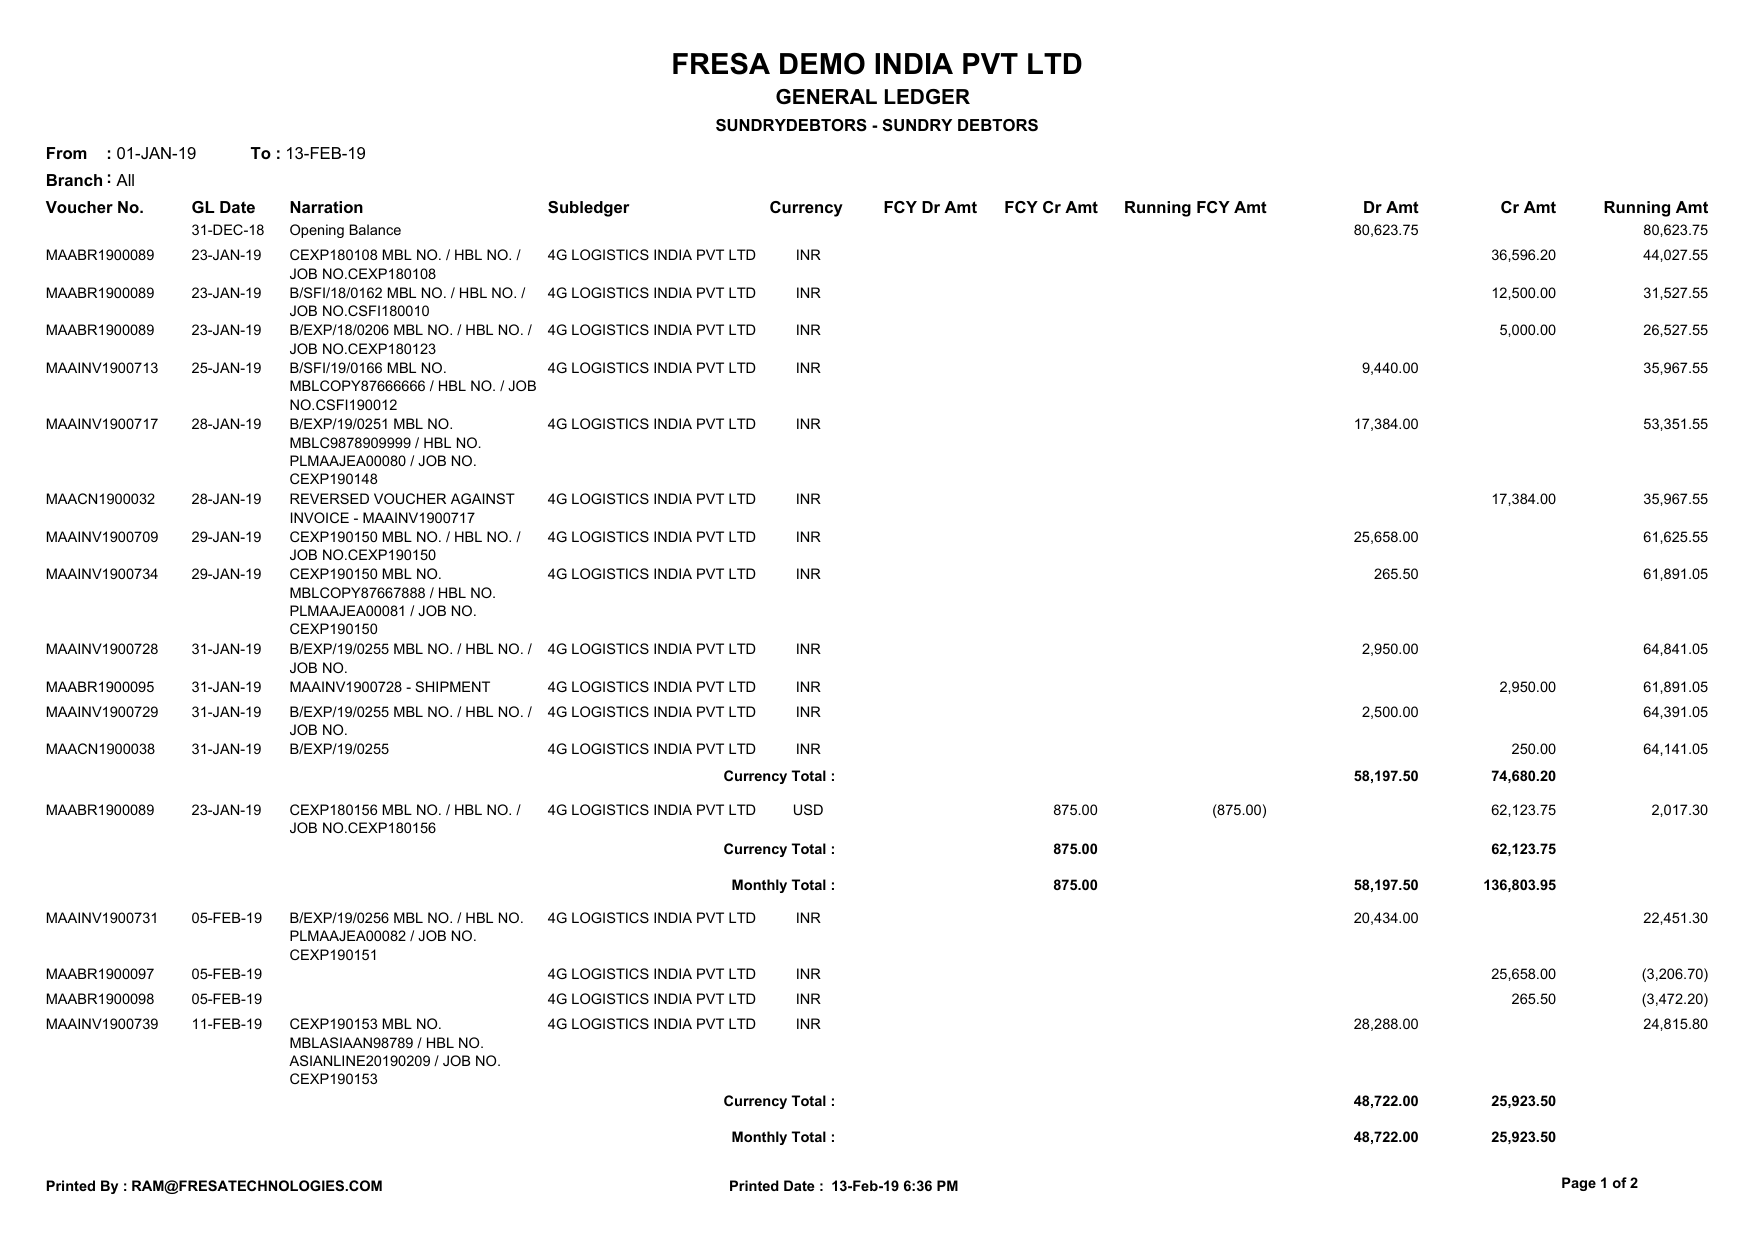 FRESA DEMO INDIA PVT LTD
GENERAL LEDGER
SUNDRYDEBTORS - SUNDRY DEBTORS
From : 01-JAN-19 To : 13-FEB-19
Branch : All
Voucher No. GL Date Narration Subledger Currency FCY Dr Amt FCY Cr Amt Running FCY Amt Dr Amt Cr Amt Running Amt
31-DEC-18 Opening Balance 80,623.75 80,623.75
MAABR1900089 23-JAN-19 CEXP180108 MBL NO. / HBL NO. / 4G LOGISTICS INDIA PVT LTD INR 36,596.20 44,027.55
JOB NO.CEXP180108
MAABR1900089 23-JAN-19 B/SFI/18/0162 MBL NO. / HBL NO. / 4G LOGISTICS INDIA PVT LTD INR 12,500.00 31,527.55
JOB NO.CSFI180010
MAABR1900089 23-JAN-19 B/EXP/18/0206 MBL NO. / HBL NO. / 4G LOGISTICS INDIA PVT LTD INR 5,000.00 26,527.55
JOB NO.CEXP180123
MAAINV1900713 25-JAN-19 B/SFI/19/0166 MBL NO. 4G LOGISTICS INDIA PVT LTD INR 9,440.00 35,967.55
MBLCOPY87666666 / HBL NO. / JOB
NO.CSFI190012
MAAINV1900717 28-JAN-19 B/EXP/19/0251 MBL NO. 4G LOGISTICS INDIA PVT LTD INR 17,384.00 53,351.55
MBLC9878909999 / HBL NO.
PLMAAJEA00080 / JOB NO.
CEXP190148
MAACN1900032 28-JAN-19 REVERSED VOUCHER AGAINST 4G LOGISTICS INDIA PVT LTD INR 17,384.00 35,967.55
INVOICE - MAAINV1900717
MAAINV1900709 29-JAN-19 CEXP190150 MBL NO. / HBL NO. / 4G LOGISTICS INDIA PVT LTD INR 25,658.00 61,625.55
JOB NO.CEXP190150
MAAINV1900734 29-JAN-19 CEXP190150 MBL NO. 4G LOGISTICS INDIA PVT LTD INR 265.50 61,891.05
MBLCOPY87667888 / HBL NO.
PLMAAJEA00081 / JOB NO.
CEXP190150
MAAINV1900728 31-JAN-19 B/EXP/19/0255 MBL NO. / HBL NO. / 4G LOGISTICS INDIA PVT LTD INR 2,950.00 64,841.05
JOB NO.
MAABR1900095 31-JAN-19 MAAINV1900728 - SHIPMENT 4G LOGISTICS INDIA PVT LTD INR 2,950.00 61,891.05
MAAINV1900729 31-JAN-19 B/EXP/19/0255 MBL NO. / HBL NO. / 4G LOGISTICS INDIA PVT LTD INR 2,500.00 64,391.05
JOB NO.
MAACN1900038 31-JAN-19 B/EXP/19/0255 4G LOGISTICS INDIA PVT LTD INR 250.00 64,141.05
Currency Total : 58,197.50 74,680.20
MAABR1900089 23-JAN-19 CEXP180156 MBL NO. / HBL NO. / 4G LOGISTICS INDIA PVT LTD USD 875.00 (875.00) 62,123.75 2,017.30
JOB NO.CEXP180156
Currency Total : 875.00 62,123.75
Monthly Total : 875.00 58,197.50 136,803.95
MAAINV1900731 05-FEB-19 B/EXP/19/0256 MBL NO. / HBL NO. 4G LOGISTICS INDIA PVT LTD INR 20,434.00 22,451.30
PLMAAJEA00082 / JOB NO.
CEXP190151
MAABR1900097 05-FEB-19 4G LOGISTICS INDIA PVT LTD INR 25,658.00 (3,206.70)
MAABR1900098 05-FEB-19 4G LOGISTICS INDIA PVT LTD INR 265.50 (3,472.20)
MAAINV1900739 11-FEB-19 CEXP190153 MBL NO. 4G LOGISTICS INDIA PVT LTD INR 28,288.00 24,815.80
MBLASIAAN98789 / HBL NO.
ASIANLINE20190209 / JOB NO.
CEXP190153
Currency Total : 48,722.00 25,923.50
Monthly Total : 48,722.00 25,923.50
Printed By : RAM@FRESATECHNOLOGIES.COM Printed Date : 13-Feb-19 6:36 PM Page 1 of 2